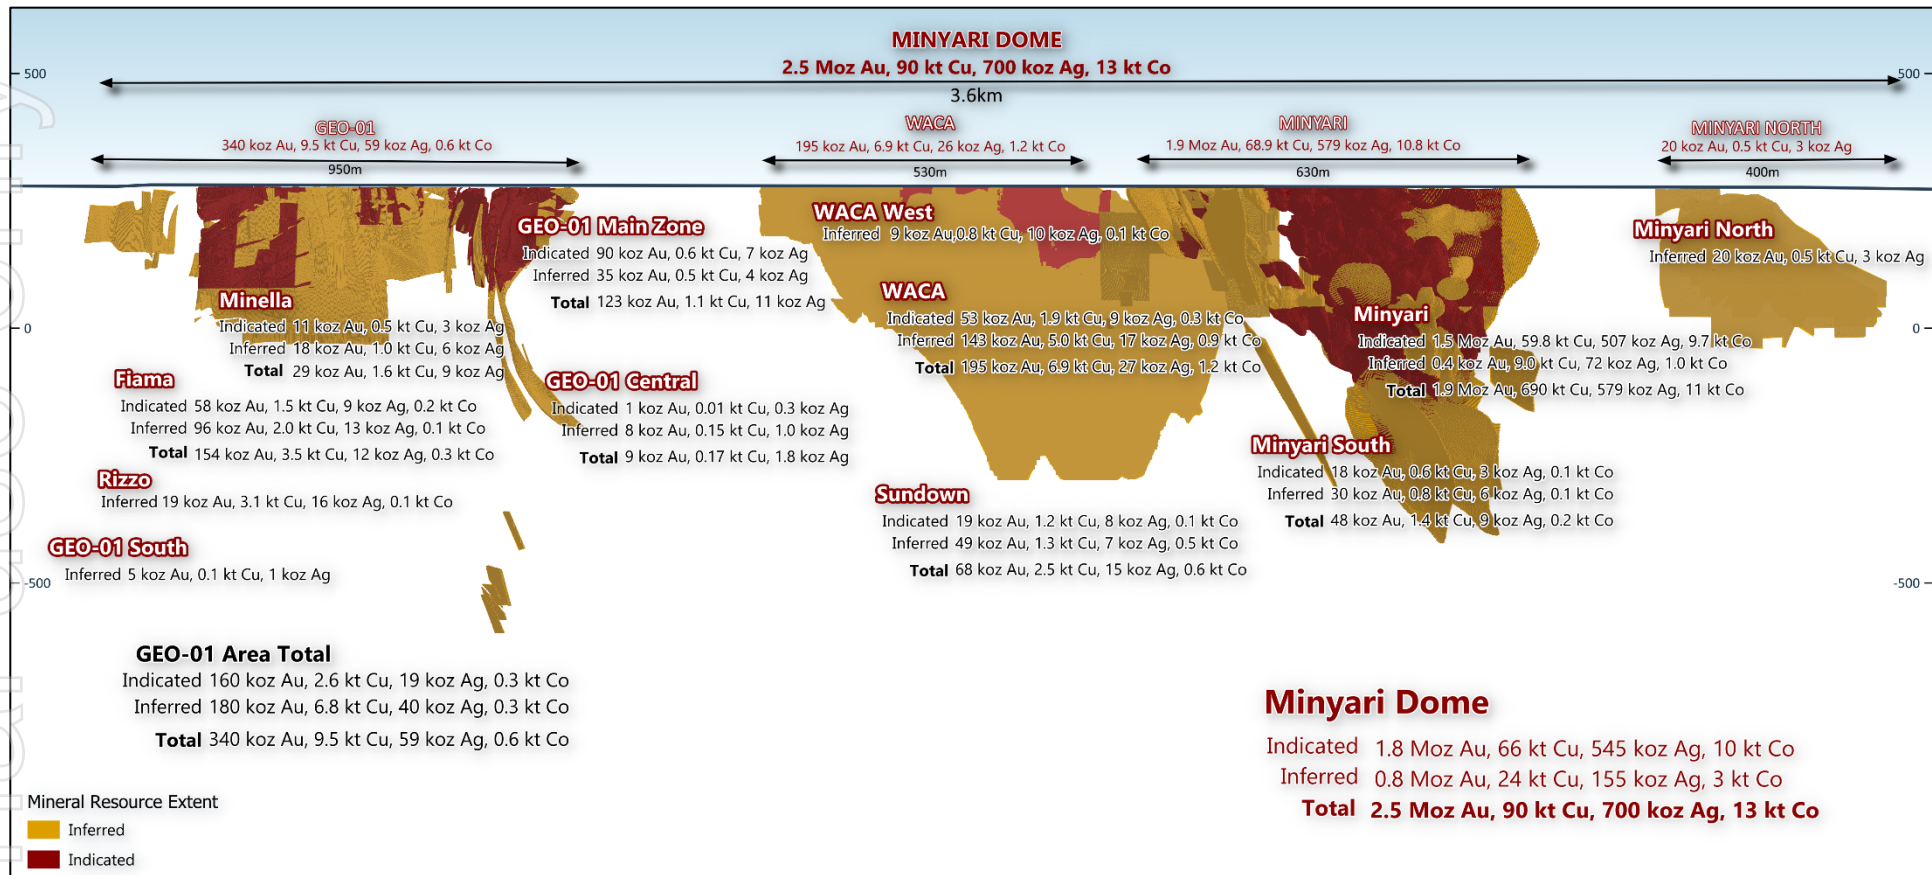 MINYARI DOME
2.5 Moz Au, 90 kt Cu, 700 koz Ag, 13 kt Co
500
500
3.6km
GEO-01
340 koz Au, 9.5 kt Cu, 59 koz Ag, 0.6 kt Co
950m
WACA
195 koz Au, 6.9 kt Cu, 26 koz Ag, 1.2 kt Co
530m
MINYARI
1.9 Moz Au, 68.9 kt Cu, 579 koz Ag, 10.8 kt Co
630m
MINYARI NORTH
20 koz Au, 0.5 kt Cu, 3 koz Ag
400m
GEO-01 Main Zone
Indicated 90 koz Au, 0.6 kt Cu, 7 koz Ag
Inferred 35 koz Au, 0.5 kt Cu, 4 koz Ag
Total 123 koz Au, 1.1 kt Cu, 11 koz Ag
WACA West
Inferred 9 koz Au,0.8 kt Cu, 10 koz Ag, 0.1 kt Co
Minyari North
Inferred 20 koz Au, 0.5 kt Cu, 3 koz Ag
Minella
Indicated 11 koz Au, 0.5 kt Cu, 3 koz Ag
Inferred 18 koz Au, 1.0 kt Cu, 6 koz Ag
Total 29 koz Au, 1.6 kt Cu, 9 koz Ag
WACA
Indicated 53 koz Au, 1.9 kt Cu, 9 koz Ag, 0.3 kt Co
Inferred 143 koz Au, 5.0 kt Cu, 17 koz Ag, 0.9 kt Co
Total 195 koz Au, 6.9 kt Cu, 27 koz Ag, 1.2 kt Co
Minyari
Indicated 1.5 Moz Au, 59.8 kt Cu, 507 koz Ag, 9.7 kt Co
Inferred 0.4 koz Au, 9.0 kt Cu, 72 koz Ag, 1.0 kt Co
Total 1.9 Moz Au, 690 kt Cu, 579 koz Ag, 11 kt Co
0
0
Fiama
Indicated 58 koz Au, 1.5 kt Cu, 9 koz Ag, 0.2 kt Co
Inferred 96 koz Au, 2.0 kt Cu, 13 koz Ag, 0.1 kt Co
Total 154 koz Au, 3.5 kt Cu, 12 koz Ag, 0.3 kt Co
GEO-01 Central
Indicated 1 koz Au, 0.01 kt Cu, 0.3 koz Ag
Inferred 8 koz Au, 0.15 kt Cu, 1.0 koz Ag
Total 9 koz Au, 0.17 kt Cu, 1.8 koz Ag
Minyari South
Indicated 18 koz Au, 0.6 kt Cu, 3 koz Ag, 0.1 kt Co
Inferred 30 koz Au, 0.8 kt Cu, 6 koz Ag, 0.1 kt Co
Total 48 koz Au, 1.4 kt Cu, 9 koz Ag, 0.2 kt Co
Rizzo
Inferred 19 koz Au, 3.1 kt Cu, 16 koz Ag, 0.1 kt Co
Sundown
Indicated 19 koz Au, 1.2 kt Cu, 8 koz Ag, 0.1 kt Co
Inferred 49 koz Au, 1.3 kt Cu, 7 koz Ag, 0.5 kt Co
Total 68 koz Au, 2.5 kt Cu, 15 koz Ag, 0.6 kt Co
GEO-01 South
Inferred 5 koz Au, 0.1 kt Cu, 1 koz Ag
-500
-500
GEO-01 Area Total
Indicated 160 koz Au, 2.6 kt Cu, 19 koz Ag, 0.3 kt Co
Inferred 180 koz Au, 6.8 kt Cu, 40 koz Ag, 0.3 kt Co
Total 340 koz Au, 9.5 kt Cu, 59 koz Ag, 0.6 kt Co
Minyari Dome
Indicated 1.8 Moz Au, 66 kt Cu, 545 koz Ag, 10 kt Co
Inferred 0.8 Moz Au, 24 kt Cu, 155 koz Ag, 3 kt Co
Total 2.5 Moz Au, 90 kt Cu, 700 koz Ag, 13 kt Co
Mineral Resource Extent
Inferred
Indicated